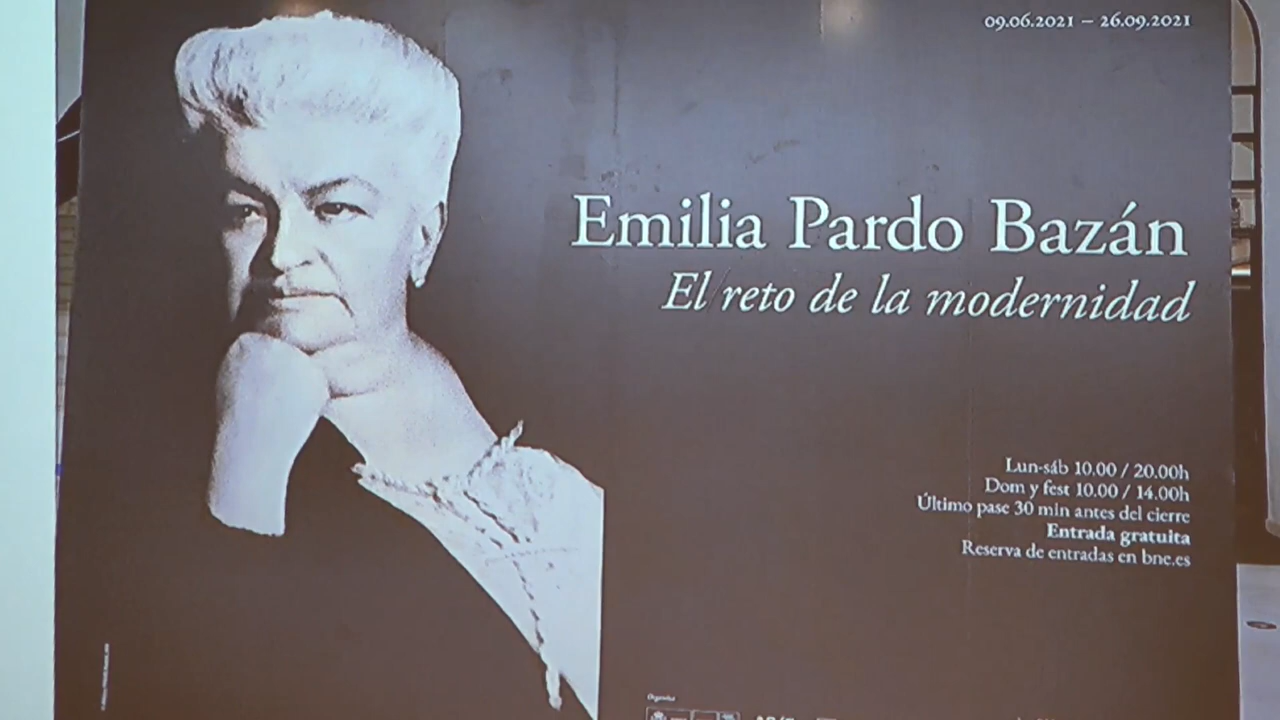 09.06.2021 – 26.09.2021
Emilia Pardo Bazán
El reto de la modernidad
Lun-sáb 10.00 / 20.00h
Dom y fest 10.00 / 14.00h
Último pase 30 min antes del cierre
Entrada gratuita
Reserva de entradas en bne.es
Organiza